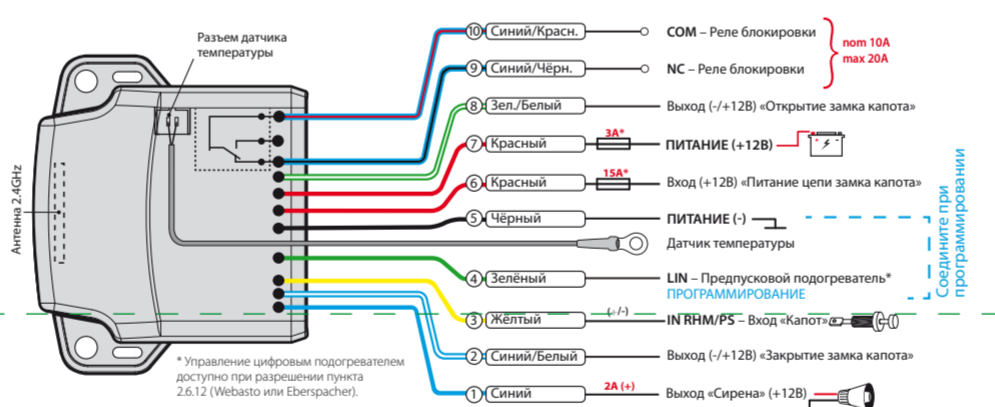 Разъем датчика
температуры
Антенна 2.4GHz
10 Синий/Красн. COM – Реле блокировки
nom 10A
max 20A
9 Синий/Чёрн. NC – Реле блокировки
8 Зел./Белый Выход (-/+12В) «Открытие замка капота»
7 Красный 3А* ПИТАНИЕ (+12В)
6 Красный 15А* Вход (+12В) «Питание цепи замка капота»
5 Чёрный ПИТАНИЕ (-)
Датчик температуры
4 Зелёный LIN – Предпусковой подогреватель*
ПРОГРАММИРОВАНИЕ
Соедините при
программировании
3 Жёлтый (+/-) IN RHM/PS – Вход «Капот»
2 Синий/Белый Выход (-/+12В) «Закрытие замка капота»
1 Синий 2А (+) Выход «Сирена» (+12В)
* Управление цифровым подогревателем
доступно при разрешении пункта
2.6.12 (Webasto или Eberspacher).